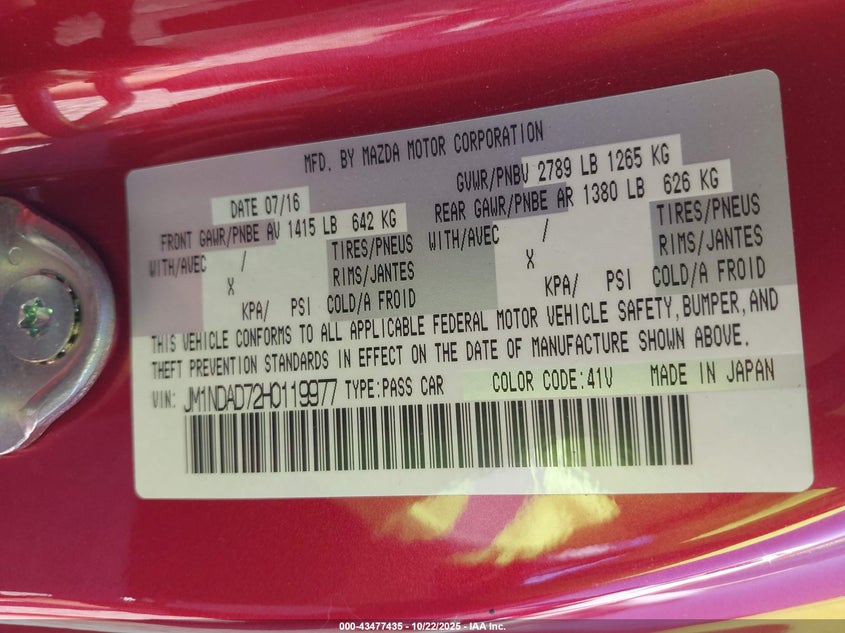 MFD. BY MAZDA MOTOR CORPORATION
DATE 07/16
GVWR/PNBV 2789 LB 1265 KG
FRONT GAWR/PNBE AV 1415 LB 642 KG
REAR GAWR/PNBE AR 1380 LB 626 KG
WITH/AVEC / TIRES/PNEUS
X RIMS/JANTES
KPA/ PSI COLD/A FROID
WITH/AVEC / TIRES/PNEUS
X RIMS/JANTES
KPA/ PSI COLD/A FROID
THIS VEHICLE CONFORMS TO ALL APPLICABLE FEDERAL MOTOR VEHICLE SAFETY, BUMPER, AND
THEFT PREVENTION STANDARDS IN EFFECT ON THE DATE OF MANUFACTURE SHOWN ABOVE.
VIN: JM1NDAD72H0119977 TYPE:PASS CAR COLOR CODE:41V MADE IN JAPAN
000-43477435 - 10/22/2025 - IAA Inc.